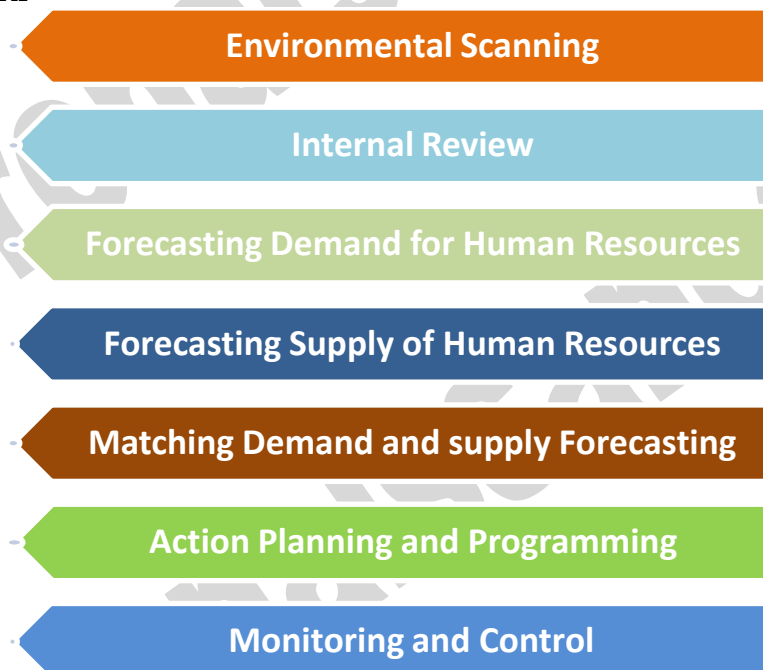 Environmental Scanning
Internal Review
Forecasting Demand for Human Resources
Forecasting Supply of Human Resources
Matching Demand and supply Forecasting
Action Planning and Programming
Monitoring and Control